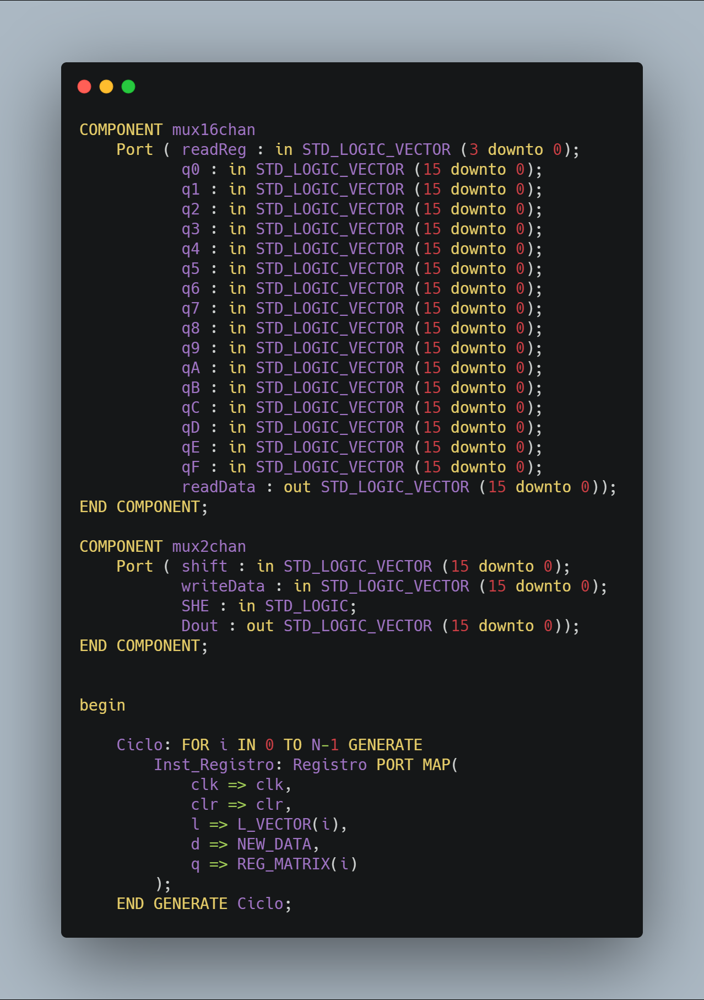 COMPONENT mux16chan
    Port ( readReg : in STD_LOGIC_VECTOR (3 downto 0);
           q0 : in STD_LOGIC_VECTOR (15 downto 0);
           q1 : in STD_LOGIC_VECTOR (15 downto 0);
           q2 : in STD_LOGIC_VECTOR (15 downto 0);
           q3 : in STD_LOGIC_VECTOR (15 downto 0);
           q4 : in STD_LOGIC_VECTOR (15 downto 0);
           q5 : in STD_LOGIC_VECTOR (15 downto 0);
           q6 : in STD_LOGIC_VECTOR (15 downto 0);
           q7 : in STD_LOGIC_VECTOR (15 downto 0);
           q8 : in STD_LOGIC_VECTOR (15 downto 0);
           q9 : in STD_LOGIC_VECTOR (15 downto 0);
           qA : in STD_LOGIC_VECTOR (15 downto 0);
           qB : in STD_LOGIC_VECTOR (15 downto 0);
           qC : in STD_LOGIC_VECTOR (15 downto 0);
           qD : in STD_LOGIC_VECTOR (15 downto 0);
           qE : in STD_LOGIC_VECTOR (15 downto 0);
           qF : in STD_LOGIC_VECTOR (15 downto 0);
           readData : out STD_LOGIC_VECTOR (15 downto 0));
END COMPONENT;

COMPONENT mux2chan
    Port ( shift : in STD_LOGIC_VECTOR (15 downto 0);
           writeData : in STD_LOGIC_VECTOR (15 downto 0);
           SHE : in STD_LOGIC;
           Dout : out STD_LOGIC_VECTOR (15 downto 0));
END COMPONENT;


begin

    Ciclo: FOR i IN 0 TO N-1 GENERATE
        Inst_Registro: Registro PORT MAP(
            clk => clk,
            clr => clr,
            l => L_VECTOR(i),
            d => NEW_DATA,
            q => REG_MATRIX(i)
        );
    END GENERATE Ciclo;